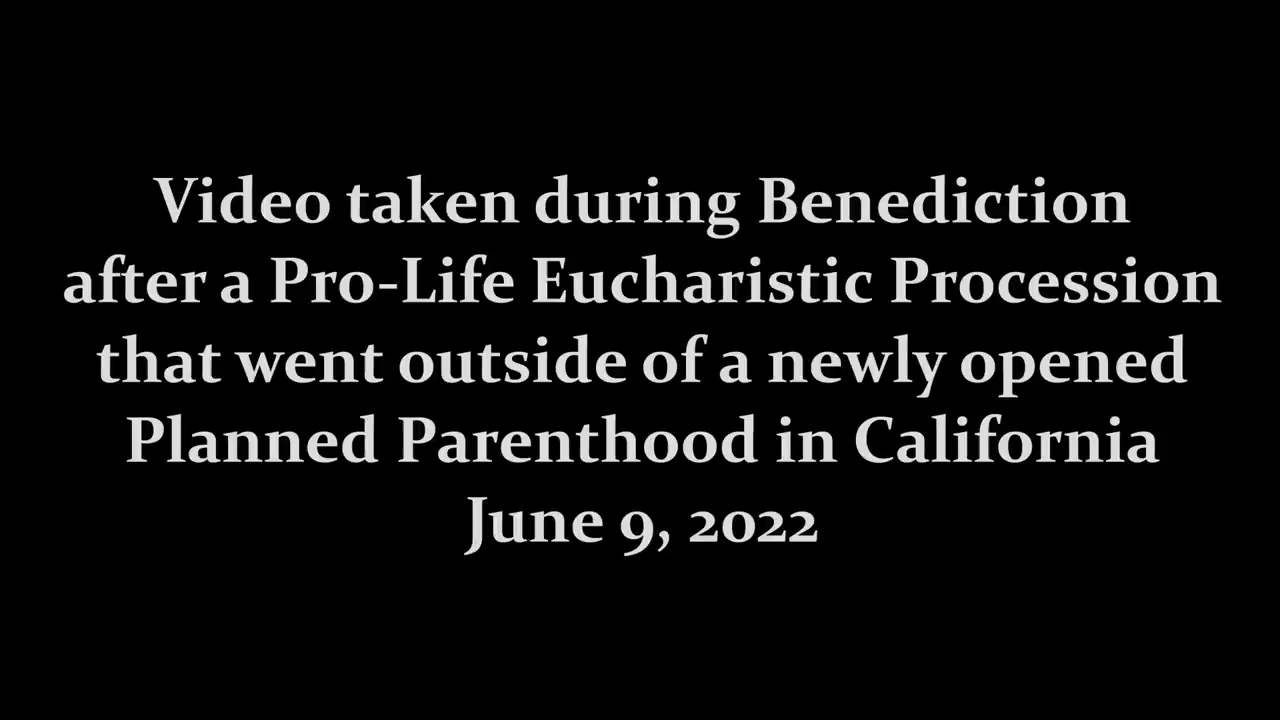 Video taken during Benediction
after a Pro-Life Eucharistic Procession
that went outside of a newly opened
Planned Parenthood in California
June 9, 2022